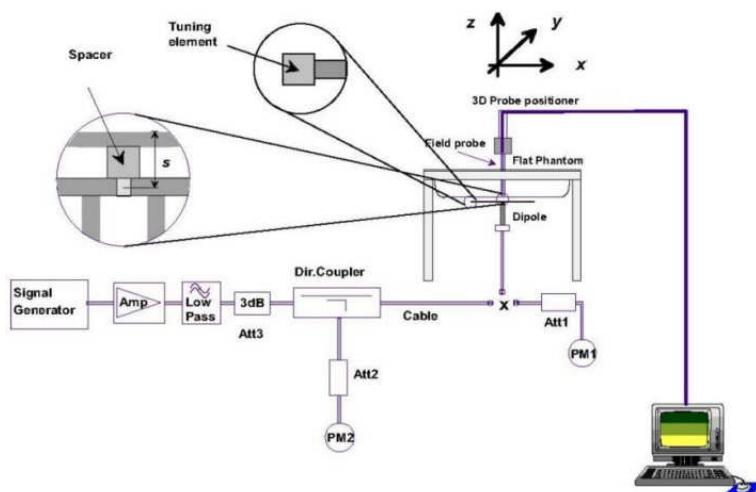 Tuning
element
Spacer
s
z
y
x
3D Probe positioner
Field probe
Flat Phantom
Dipole
Dir.Coupler
Signal
Generator
Amp
Low
Pass
3dB
Att3
Cable
x
Att1
PM1
Att2
PM2